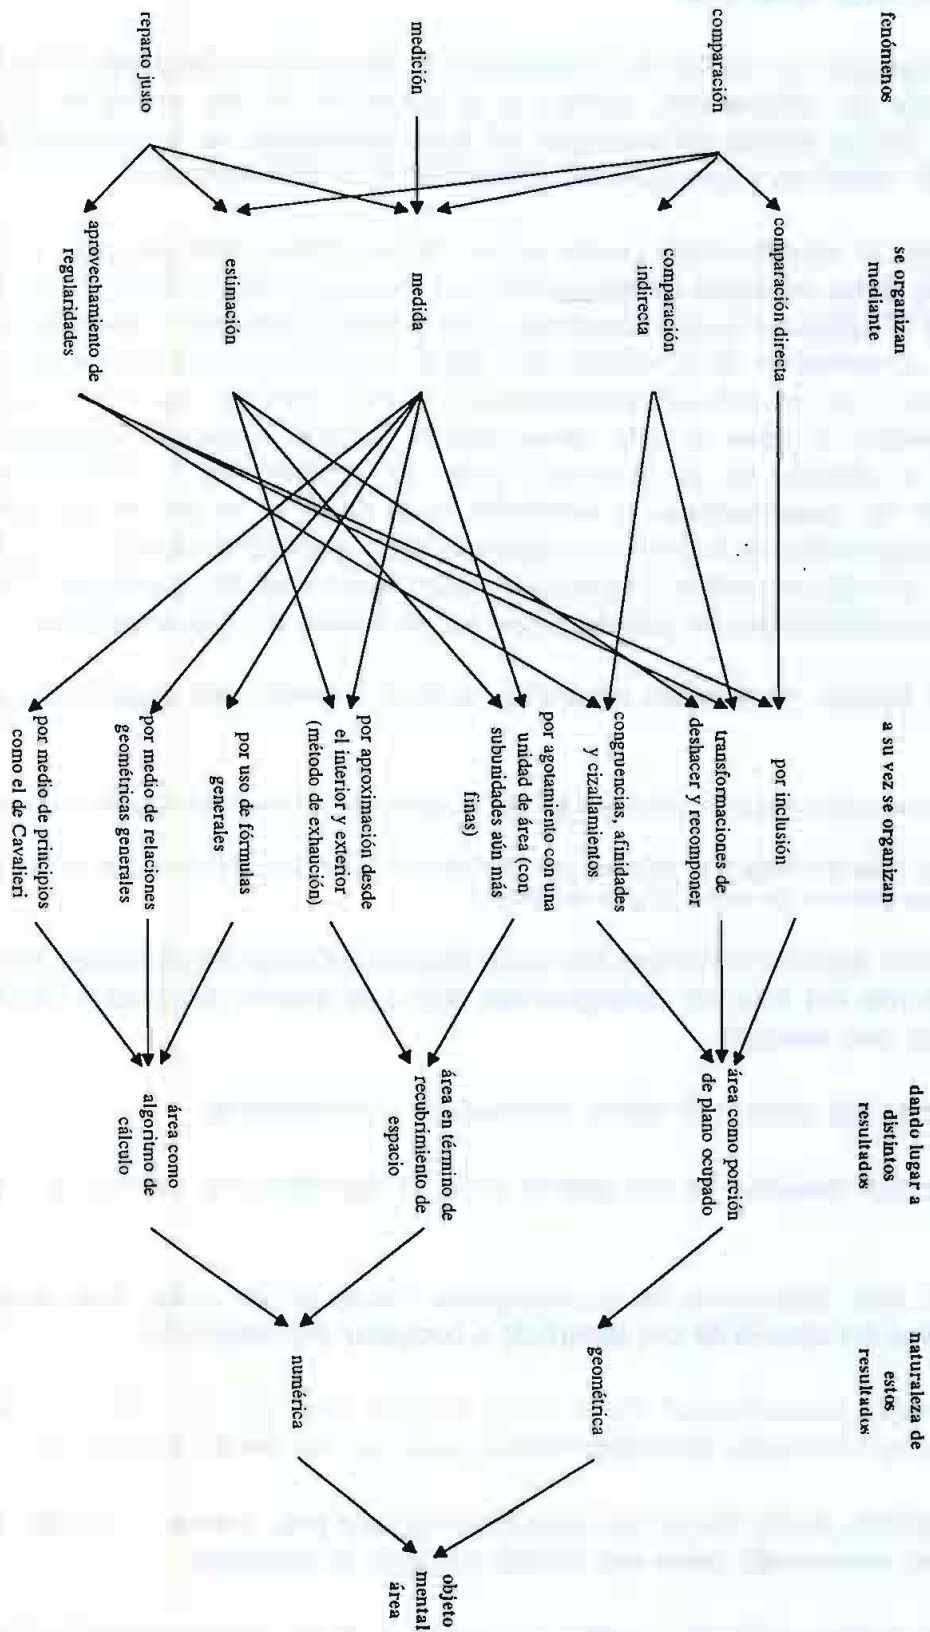 fenómenos
comparación
medición
reparto justo
se organizan
mediante
comparación directa
comparación
indirecta
medida
estimación
aprovechamiento de
regularidades
a su vez se organizan
por inclusión
transformaciones de
deshacer y recomponer
congruencias, afinidades
y cizallamientos
por agotamiento con una
unidad de área (con
subunidades aún más
finas)
por aproximación desde
el interior y exterior
(método de exhaución)
por uso de fórmulas
generales
por medio de relaciones
geométricas generales
por medio de principios
como el de Cavalieri
dando lugar a
distintos
resultados
área como porción
de plano ocupado
área en término de
recubrimiento de
espacio
área como
algoritmo de
cálculo
naturaleza de
estos
resultados
geométrica
numérica
objeto
mental
área